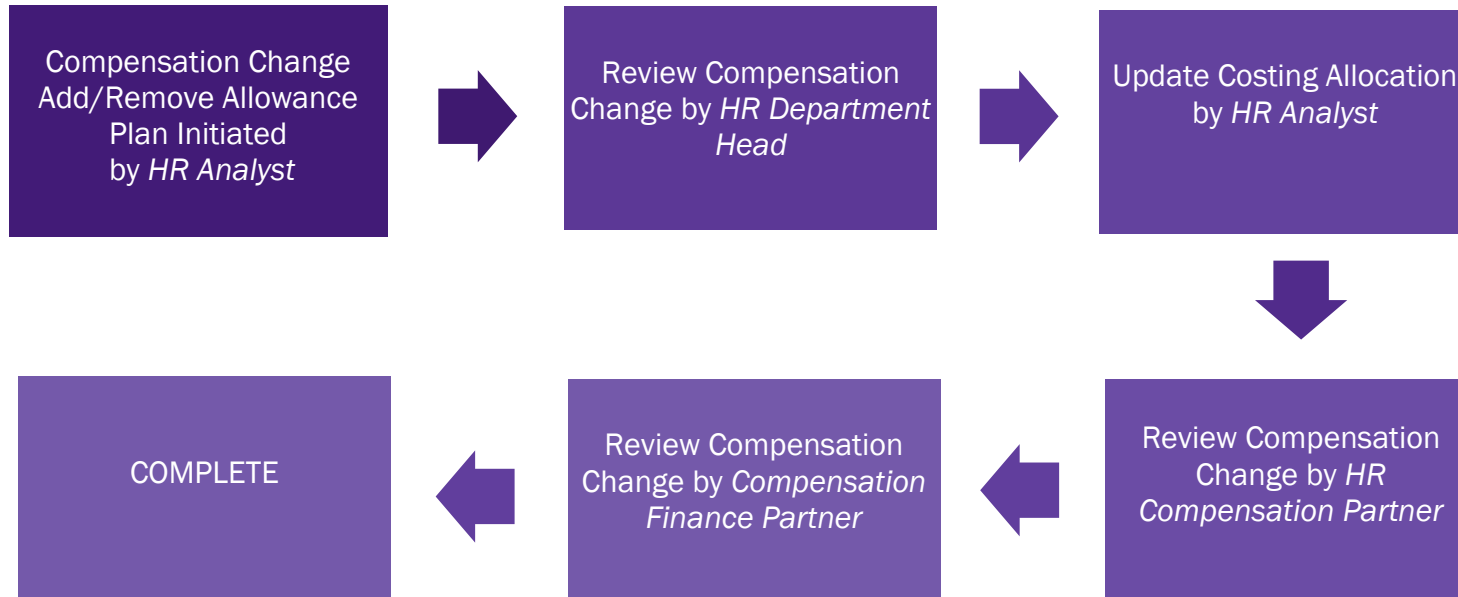 Compensation Change
Add/Remove Allowance
Plan Initiated
by HR Analyst
Review Compensation
Change by HR Department
Head
Update Costing Allocation
by HR Analyst
Review Compensation
Change by HR
Compensation Partner
Review Compensation
Change by Compensation
Finance Partner
COMPLETE